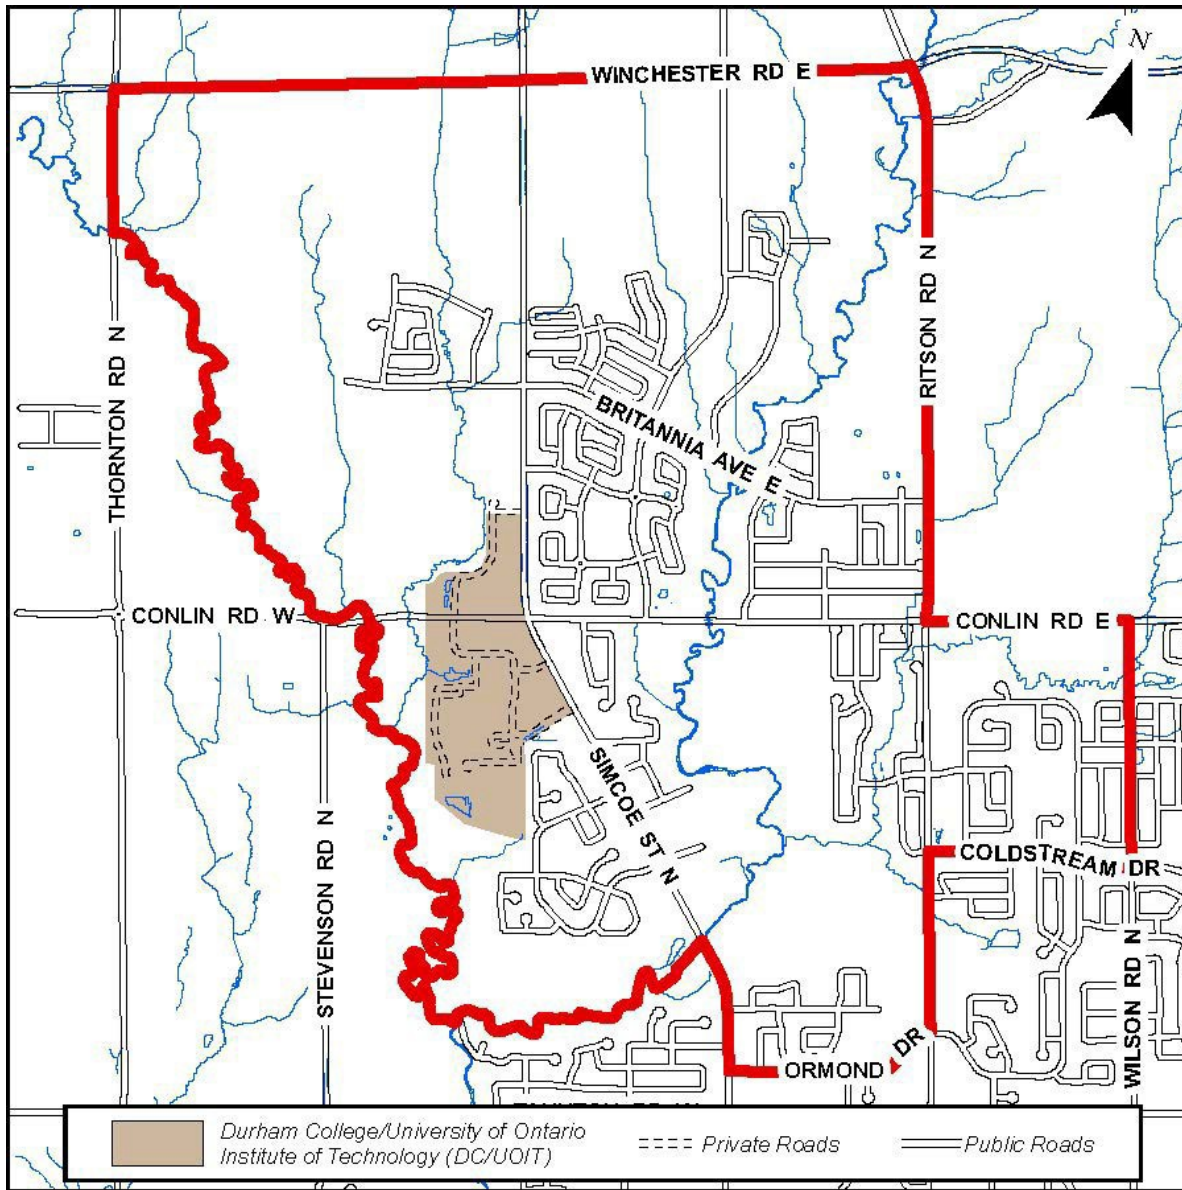 WINCHESTER RD E
N
THORNTON RD N
RITSON RD N
BRITANNIA AVE E
CONLIN RD W
CONLIN RD E
SIMCOE ST N
STEVENSON RD N
COLDSTREAM DR
WILSON RD N
ORMOND DR
Durham College/University of Ontario
Institute of Technology (DC/UOIT)
Private Roads
Public Roads